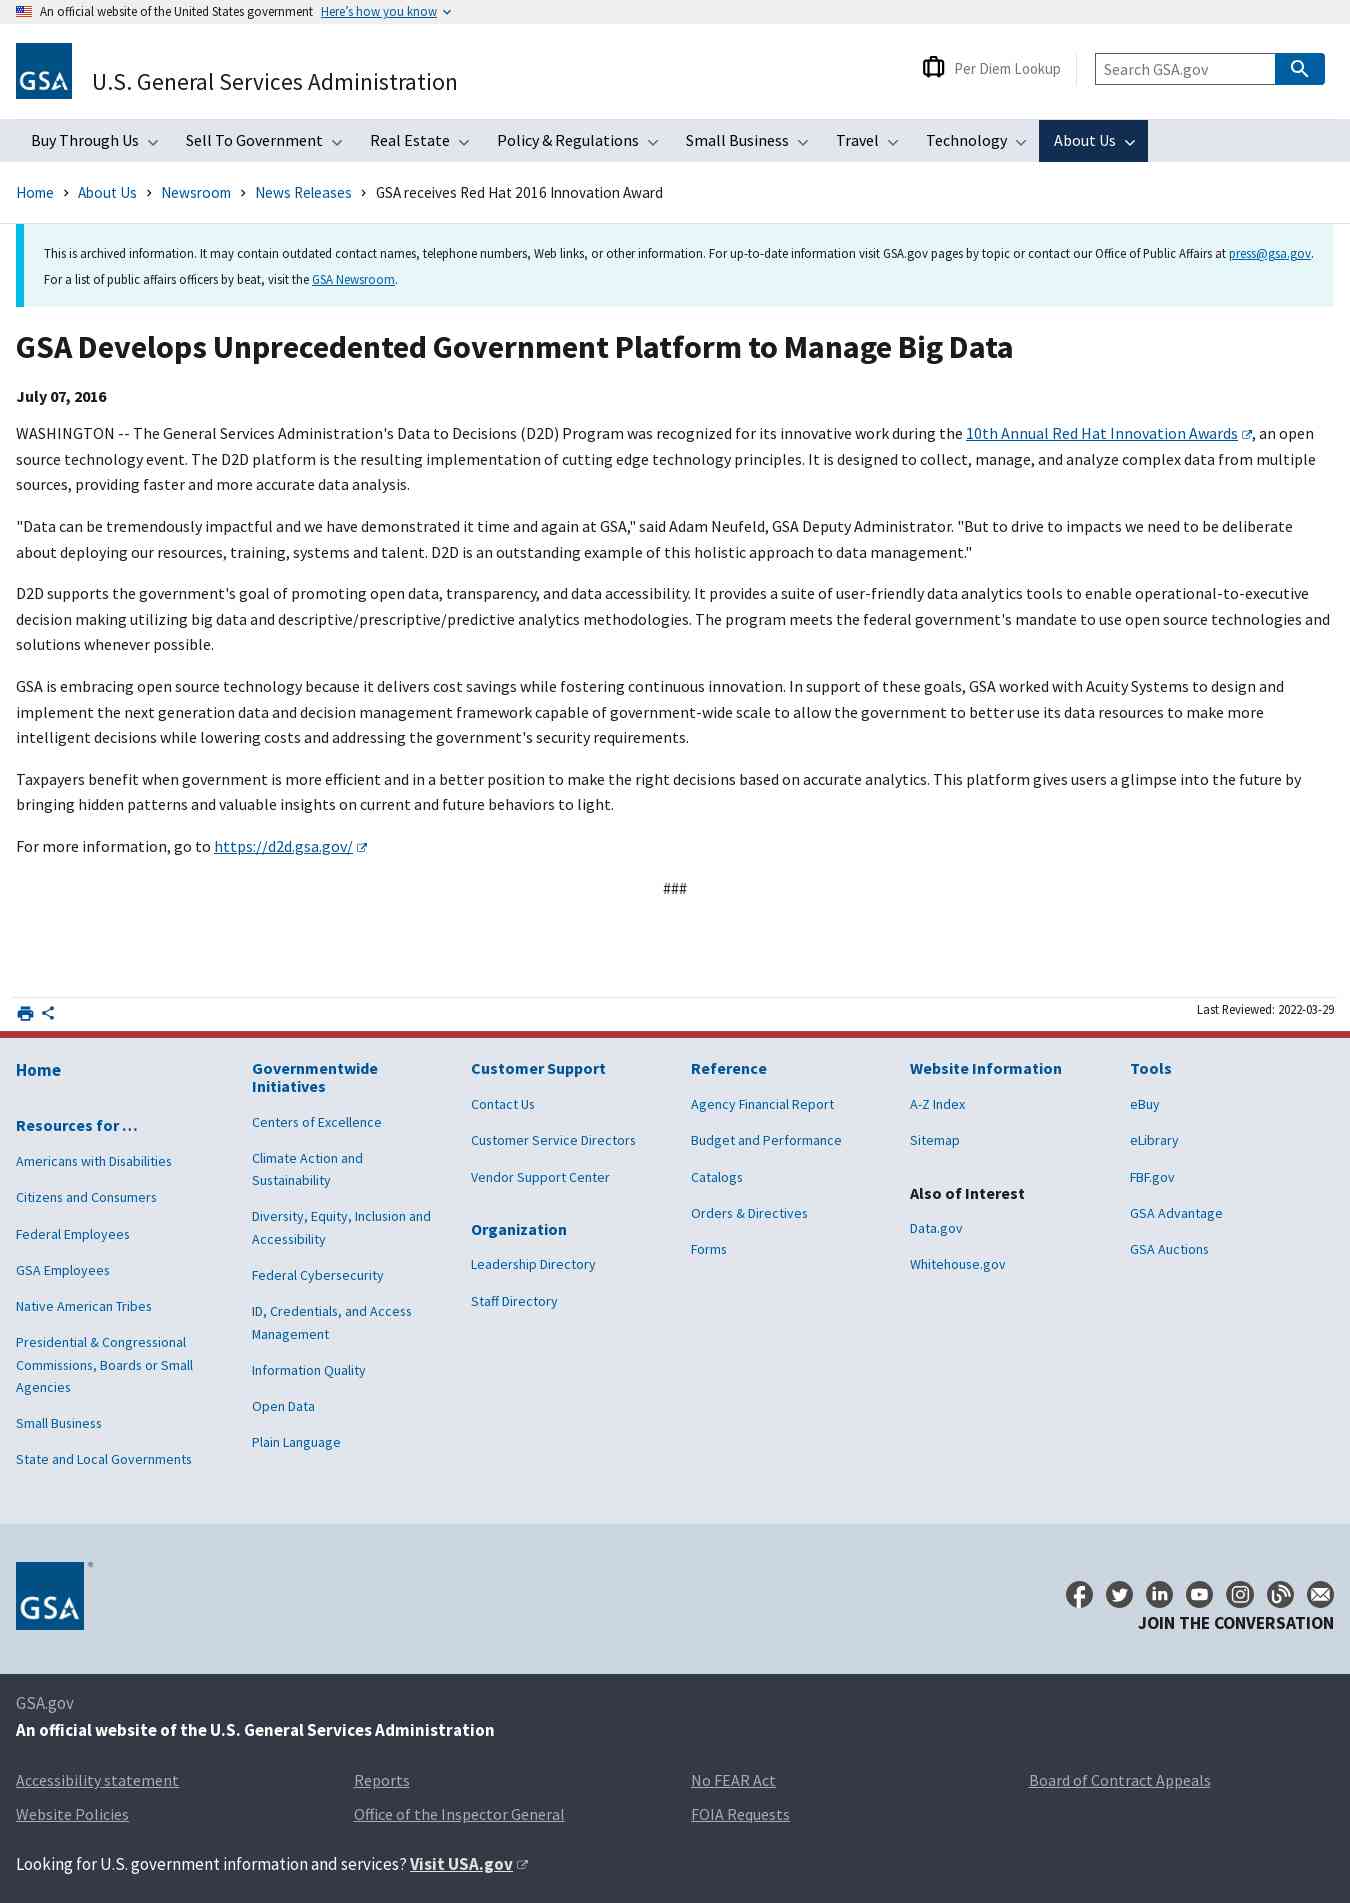 An official website of the United States government Here's how you know
GSA
U.S. General Services Administration
Per Diem Lookup
Search GSA.gov
Buy Through Us Sell To Government Real Estate Policy & Regulations Small Business Travel Technology About Us
Home > About Us > Newsroom > News Releases > GSA receives Red Hat 2016 Innovation Award
This is archived information. It may contain outdated contact names, telephone numbers, Web links, or other information. For up-to-date information visit GSA.gov pages by topic or contact our Office of Public Affairs at press@gsa.gov.
For a list of public affairs officers by beat, visit the GSA Newsroom.
GSA Develops Unprecedented Government Platform to Manage Big Data
July 07, 2016
WASHINGTON -- The General Services Administration's Data to Decisions (D2D) Program was recognized for its innovative work during the 10th Annual Red Hat Innovation Awards, an open
source technology event. The D2D platform is the resulting implementation of cutting edge technology principles. It is designed to collect, manage, and analyze complex data from multiple
sources, providing faster and more accurate data analysis.
"Data can be tremendously impactful and we have demonstrated it time and again at GSA," said Adam Neufeld, GSA Deputy Administrator. "But to drive to impacts we need to be deliberate
about deploying our resources, training, systems and talent. D2D is an outstanding example of this holistic approach to data management."
D2D supports the government's goal of promoting open data, transparency, and data accessibility. It provides a suite of user-friendly data analytics tools to enable operational-to-executive
decision making utilizing big data and descriptive/prescriptive/predictive analytics methodologies. The program meets the federal government's mandate to use open source technologies and
solutions whenever possible.
GSA is embracing open source technology because it delivers cost savings while fostering continuous innovation. In support of these goals, GSA worked with Acuity Systems to design and
implement the next generation data and decision management framework capable of government-wide scale to allow the government to better use its data resources to make more
intelligent decisions while lowering costs and addressing the government's security requirements.
Taxpayers benefit when government is more efficient and in a better position to make the right decisions based on accurate analytics. This platform gives users a glimpse into the future by
bringing hidden patterns and valuable insights on current and future behaviors to light.
For more information, go to https://d2d.gsa.gov/
###
Last Reviewed: 2022-03-29
Home
Resources for …
Americans with Disabilities
Citizens and Consumers
Federal Employees
GSA Employees
Native American Tribes
Presidential & Congressional
Commissions, Boards or Small
Agencies
Small Business
State and Local Governments
Governmentwide
Initiatives
Centers of Excellence
Climate Action and
Sustainability
Diversity, Equity, Inclusion and
Accessibility
Federal Cybersecurity
ID, Credentials, and Access
Management
Information Quality
Open Data
Plain Language
Customer Support
Contact Us
Customer Service Directors
Vendor Support Center
Organization
Leadership Directory
Staff Directory
Reference
Agency Financial Report
Budget and Performance
Catalogs
Orders & Directives
Forms
Website Information
A-Z Index
Sitemap
Also of Interest
Data.gov
Whitehouse.gov
Tools
eBuy
eLibrary
FBF.gov
GSA Advantage
GSA Auctions
GSA®
JOIN THE CONVERSATION
GSA.gov
An official website of the U.S. General Services Administration
Accessibility statement Reports No FEAR Act Board of Contract Appeals
Website Policies Office of the Inspector General FOIA Requests
Looking for U.S. government information and services? Visit USA.gov